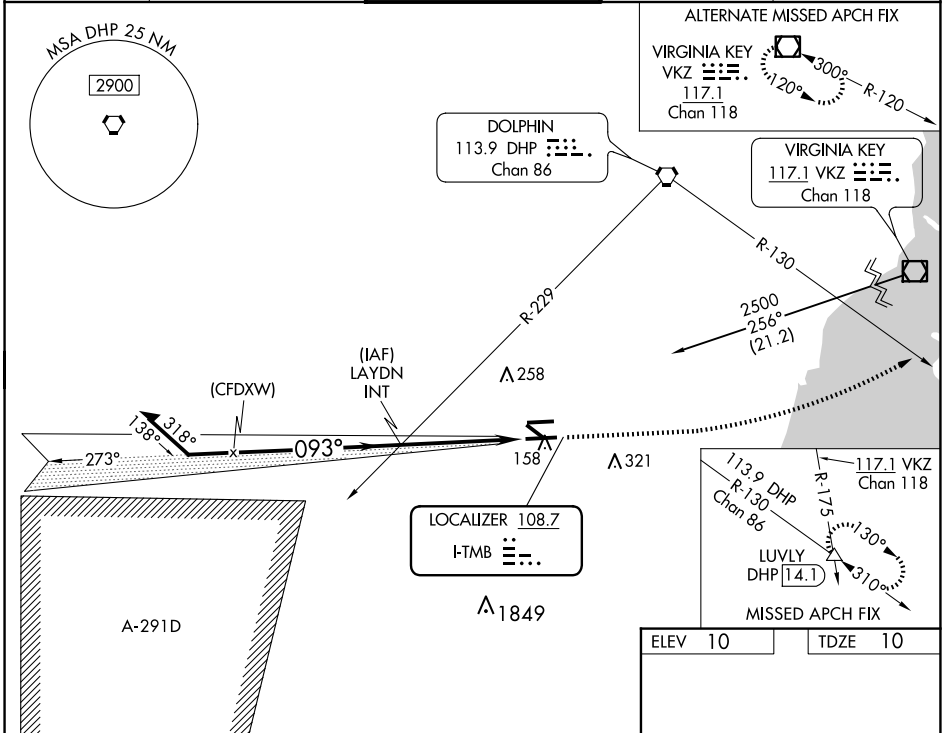 MSA DHP 25 NM
2900
ALTERNATE MISSED APCH FIX
VIRGINIA KEY
VKZ
117.1
Chan 118
300°
120°
R-120
DOLPHIN
113.9 DHP
Chan 86
VIRGINIA KEY
117.1 VKZ
Chan 118
R-130
R-229
2500
256°
(21.2)
(IAF)
LAYDN
INT
258
(CFDXW)
318°
138°
x
093°
273°
158
321
LOCALIZER 108.7
I-TMB
1849
A-291D
113.9 DHP
R-130
Chan 86
117.1 VKZ
Chan 118
R-175
130°
LUVLY
DHP 14.1
310°
MISSED APCH FIX
ELEV 10
TDZE 10